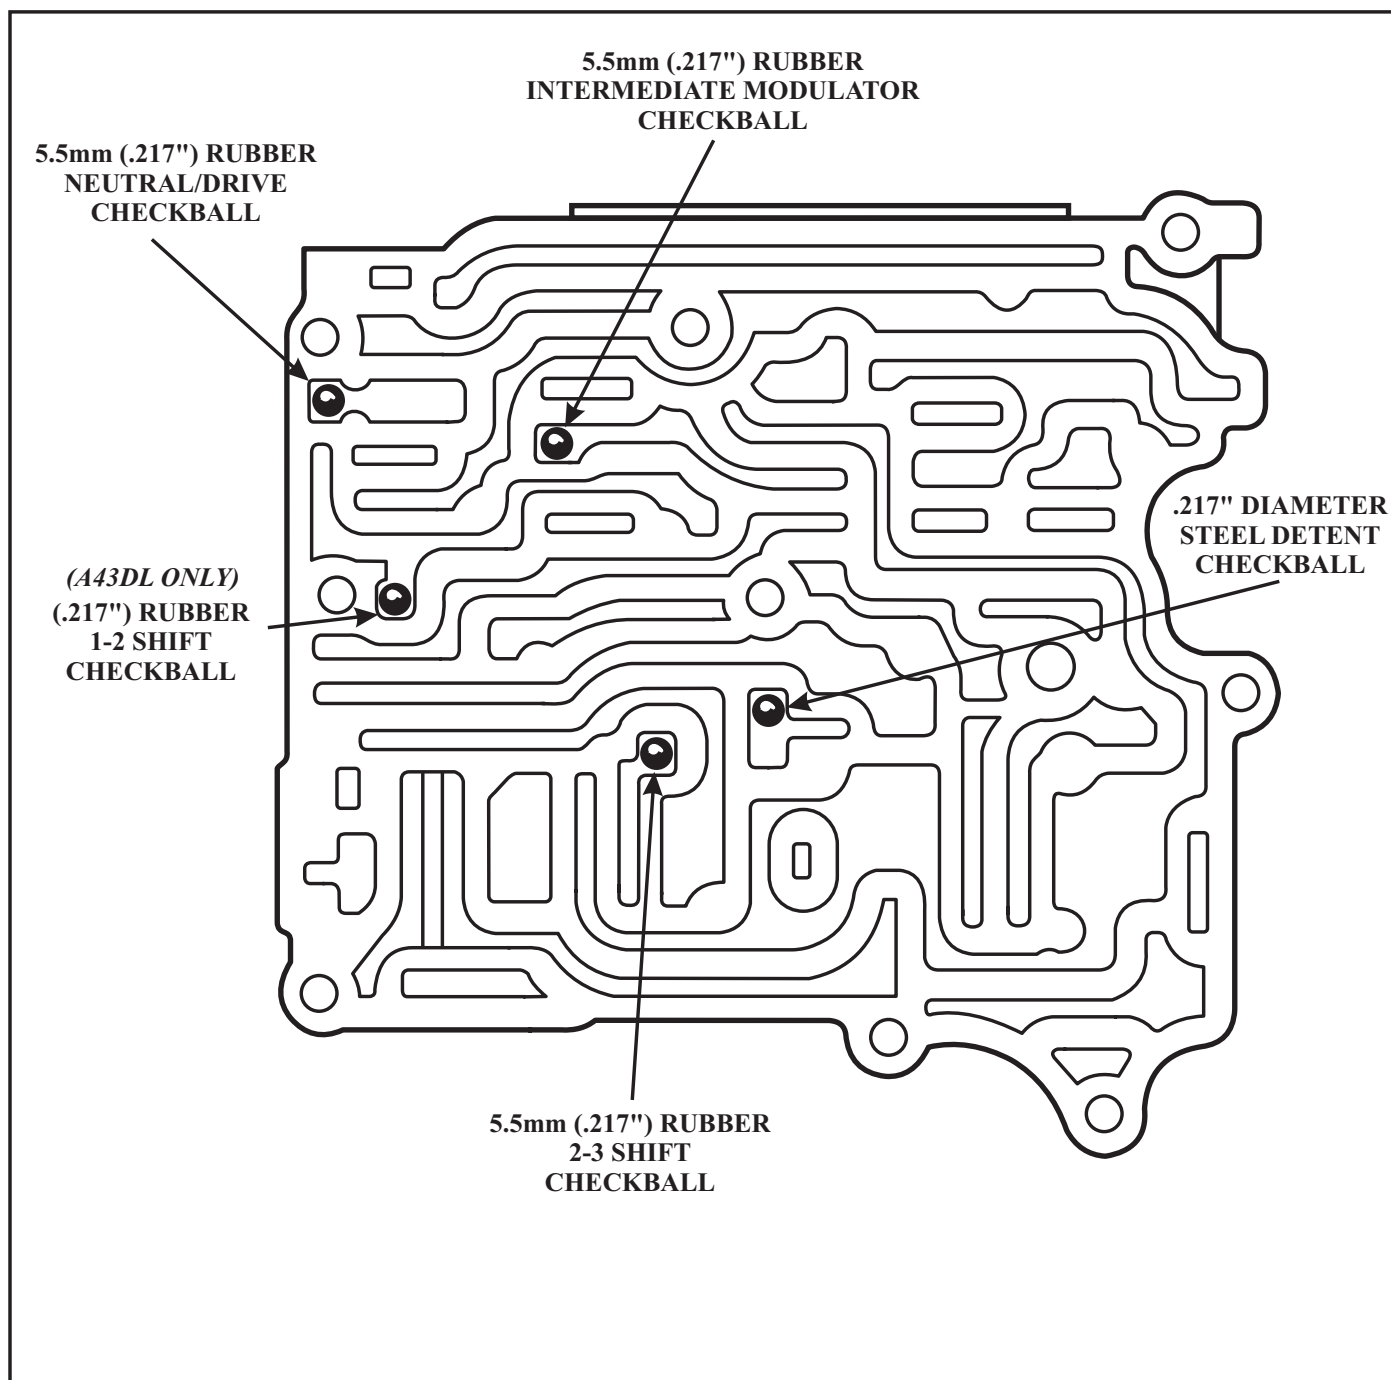 5.5mm (.217") RUBBER
INTERMEDIATE MODULATOR
CHECKBALL
5.5mm (.217") RUBBER
NEUTRAL/DRIVE
CHECKBALL
.217" DIAMETER
STEEL DETENT
CHECKBALL
(A43DL ONLY)
(.217") RUBBER
1-2 SHIFT
CHECKBALL
5.5mm (.217") RUBBER
2-3 SHIFT
CHECKBALL